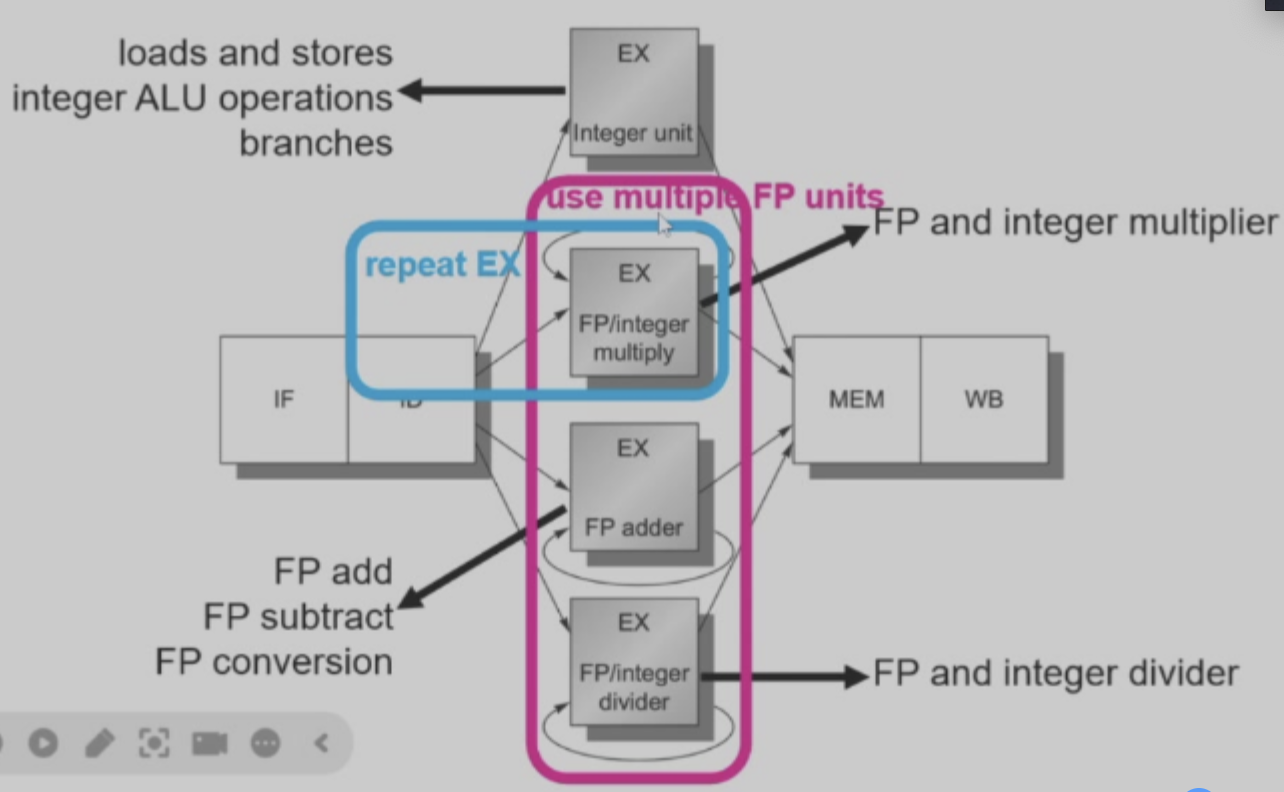 loads and stores
integer ALU operations
branches
EX
Integer unit
use multiple FP units
FP and integer multiplier
repeat EX
EX
FP/integer
multiply
IF
ID
MEM
WB
EX
FP adder
FP add
FP subtract
FP conversion
EX
FP/integer
divider
FP and integer divider